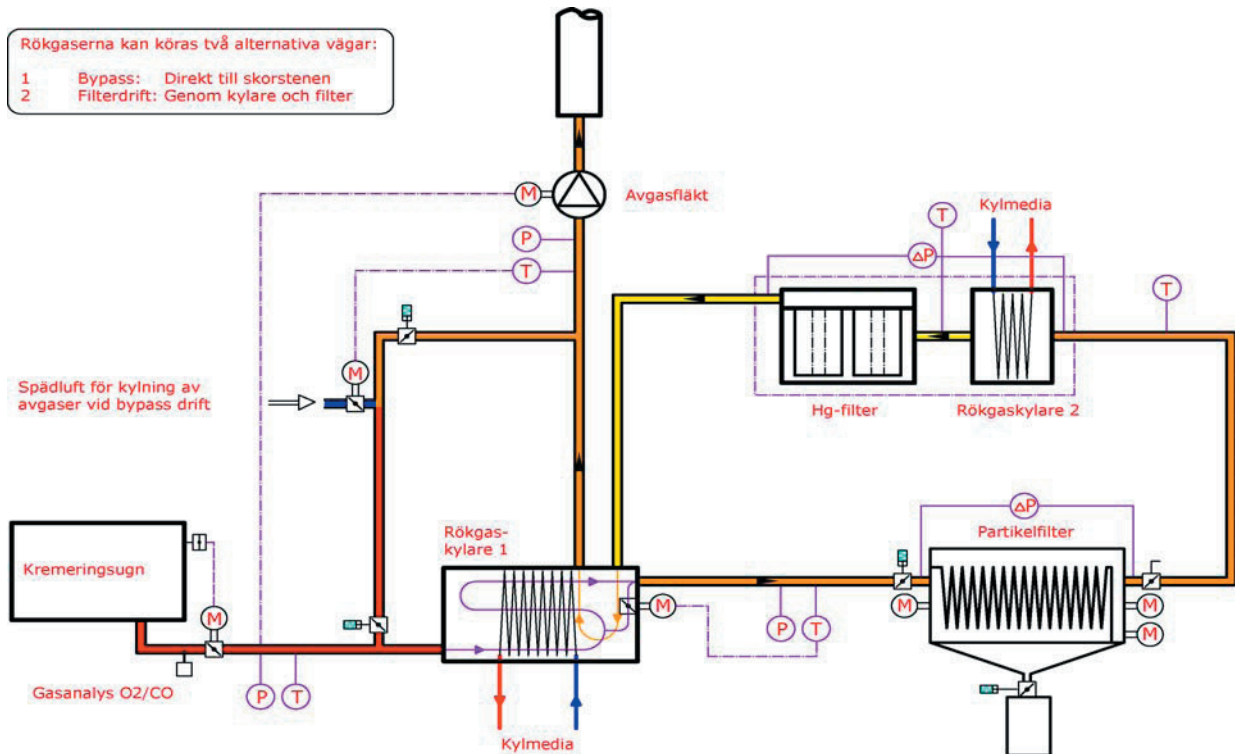 Rökgaserna kan köras två alternativa vägar:
1 Bypass: Direkt till skorstenen
2 Filterdrift: Genom kylare och filter
M
Avgasfläkt
P
T
T
Kylmedia
ΔP
T
M
Spädluft för kylning av
avgaser vid bypass drift
Hg-filter
Rökgaskylare 2
Rökgas-
kylare 1
ΔP
Partikelfilter
Kremeringsugn
M
M
M
M
M
P
T
Gasanalys O2/CO
P
T
Kylmedia